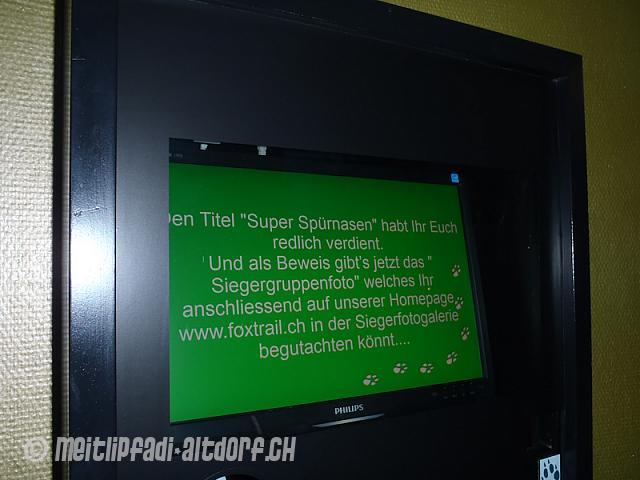 Den Titel "Super Spürnasen" habt Ihr Euch
redlich verdient.
Und als Beweis gibt's jetzt das "
Siegergruppenfoto" welches Ihr
anschliessend auf unserer Homepage
www.foxtrail.ch in der Siegerfotogalerie
begutachten könnt....
PHILIPS
© MEITLIPFADI-ALTDORF.CH